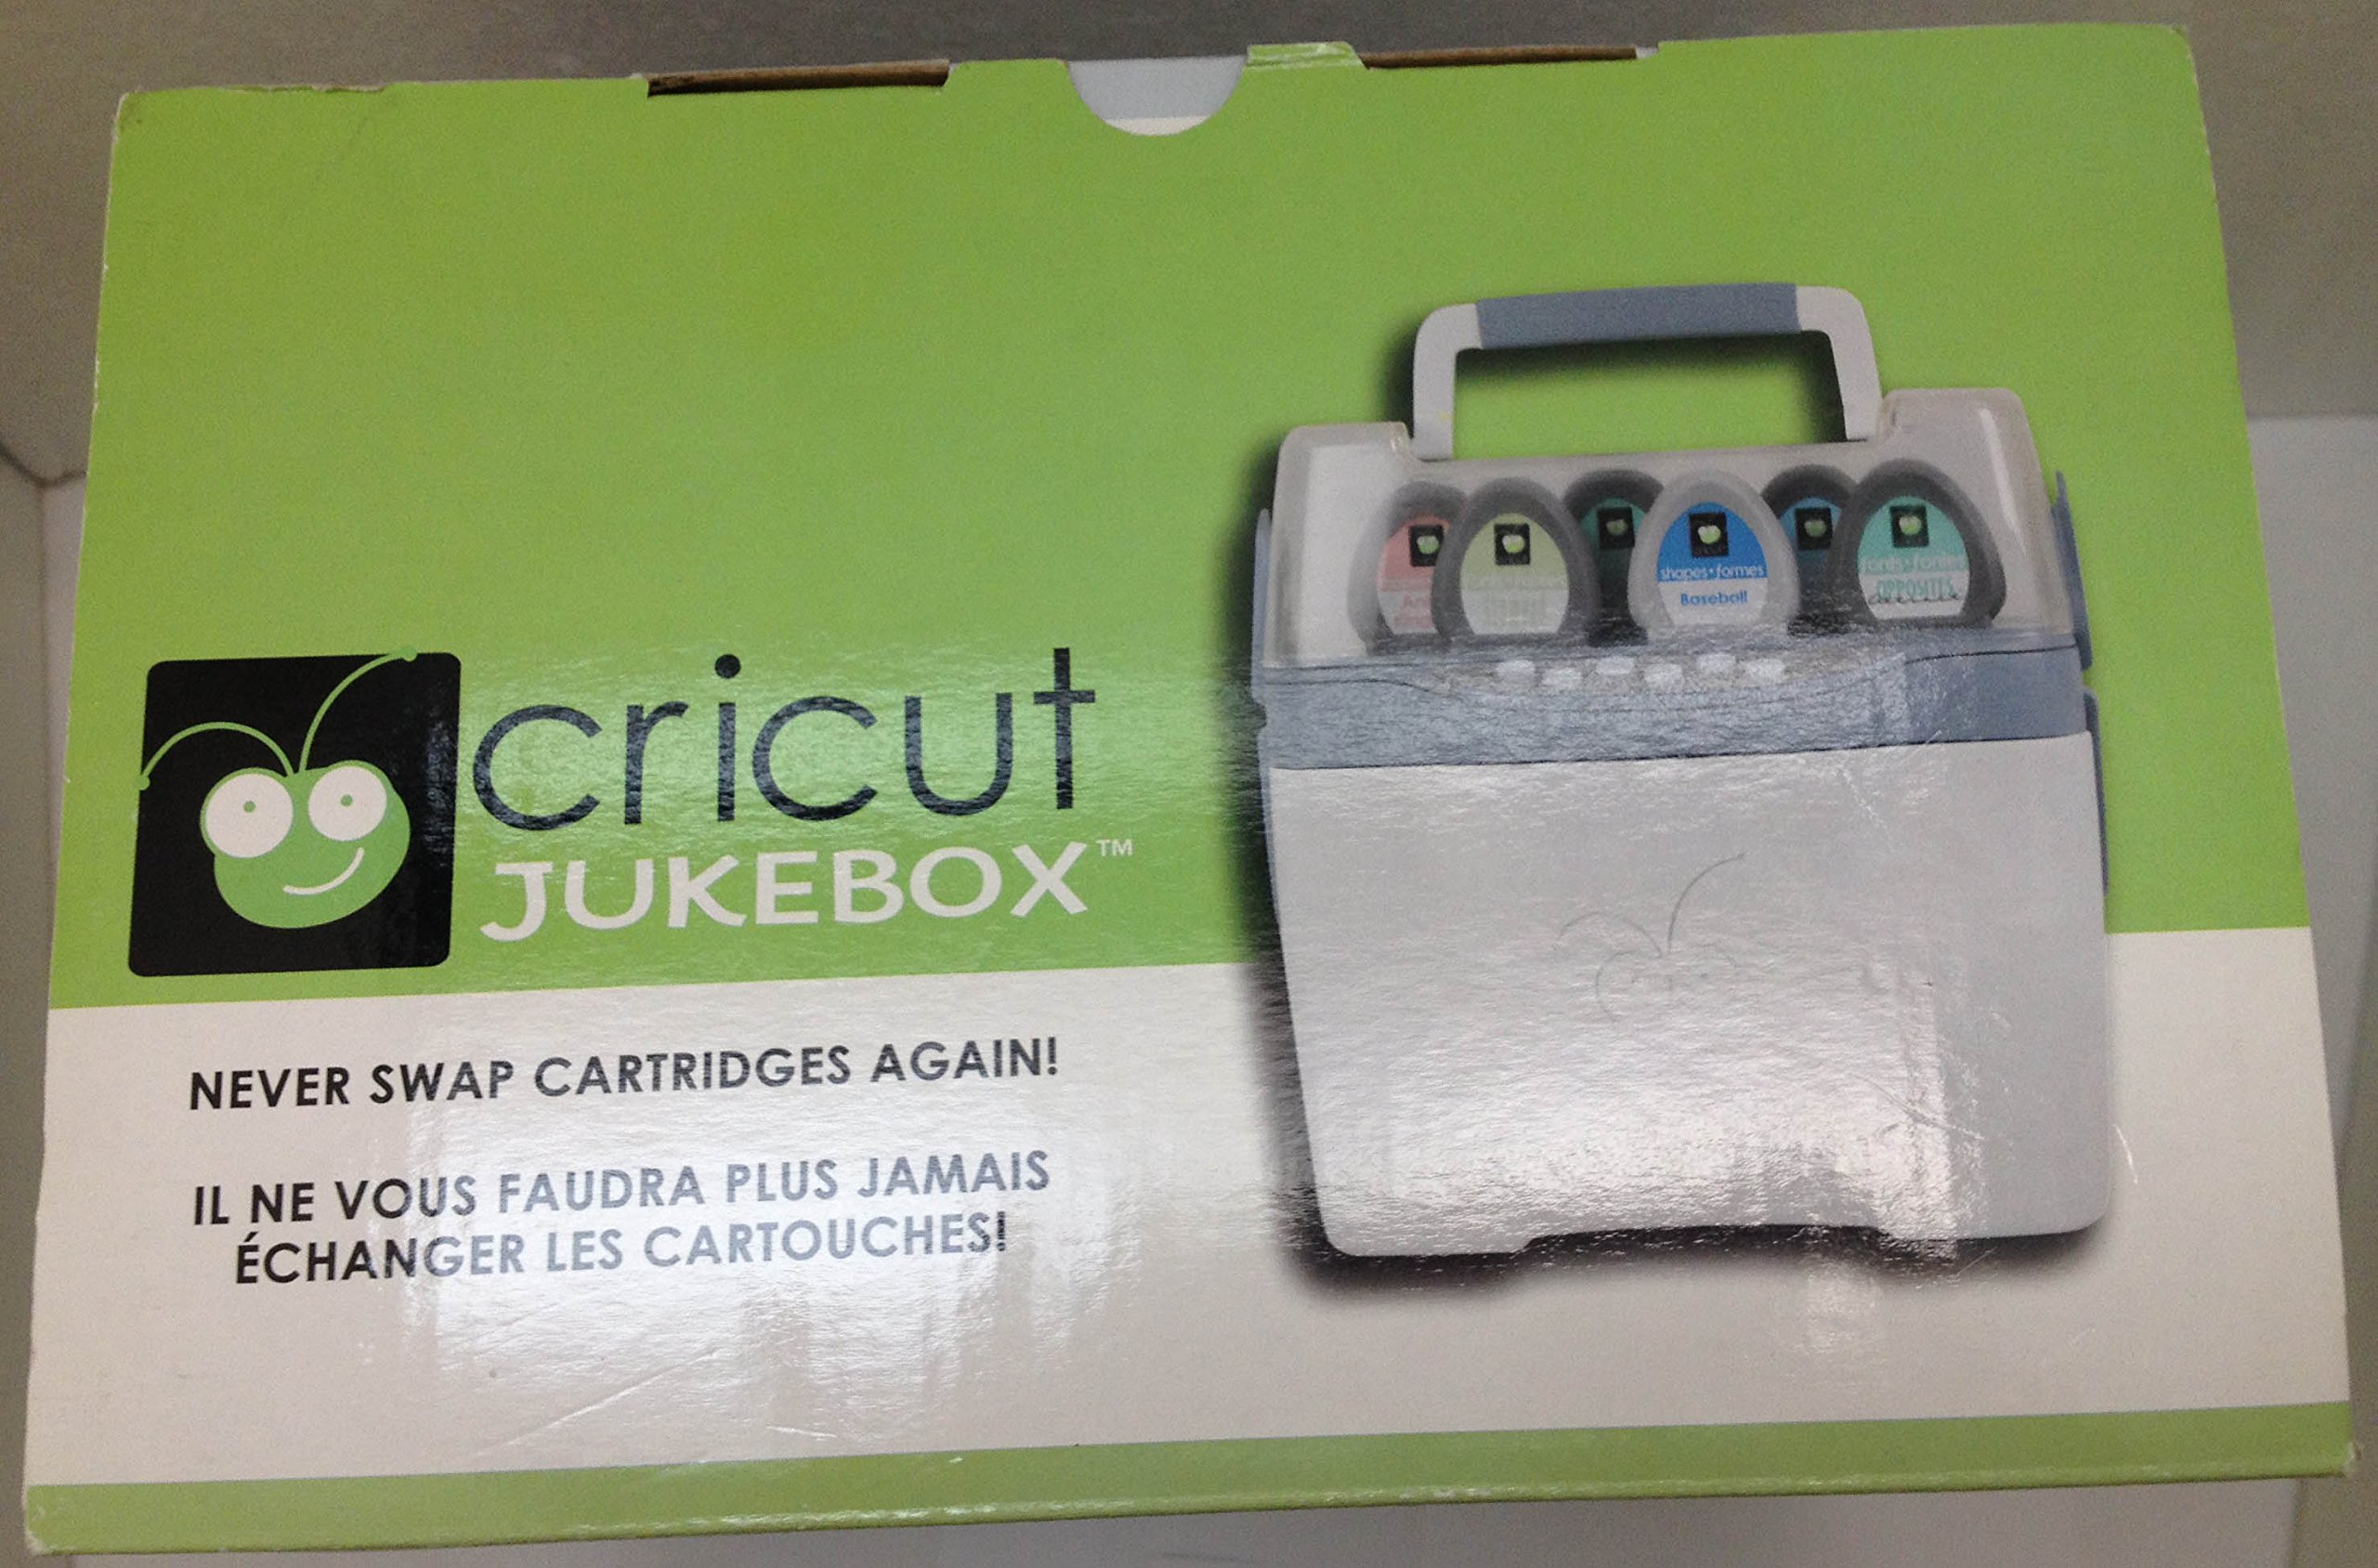 shapes•formes
Baseball
OPPOSITES
cricut
JUKEBOX™
NEVER SWAP CARTRIDGES AGAIN!
IL NE VOUS FAUDRA PLUS JAMAIS
ÉCHANGER LES CARTOUCHES!